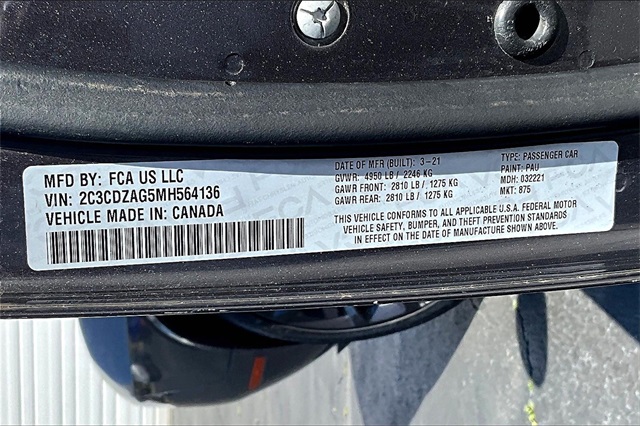 MFD BY: FCA US LLC
VIN: 2C3CDZAG5MH564136
VEHICLE MADE IN: CANADA
DATE OF MFR (BUILT): 3-21
GVWR: 4950 LB / 2246 KG
GAWR FRONT: 2810 LB / 1275 KG
GAWR REAR: 2810 LB / 1275 KG
TYPE: PASSENGER CAR
PAINT: PAU
MDH: 032221
MKT: 875
THIS VEHICLE CONFORMS TO ALL APPLICABLE U.S.A. FEDERAL MOTOR
VEHICLE SAFETY, BUMPER, AND THEFT PREVENTION STANDARDS
IN EFFECT ON THE DATE OF MANUFACTURE SHOWN ABOVE.